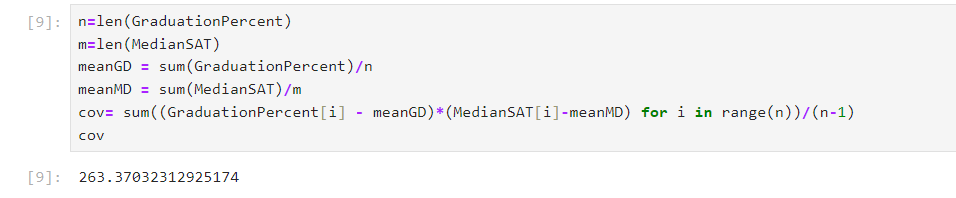 [9]: n=len(GraduationPercent)
m=len(MedianSAT)
meanGD = sum(GraduationPercent)/n
meanMD = sum(MedianSAT)/m
cov= sum((GraduationPercent[i] - meanGD)*(MedianSAT[i]-meanMD) for i in range(n))/(n-1)
cov
[9]: 263.37032312925174